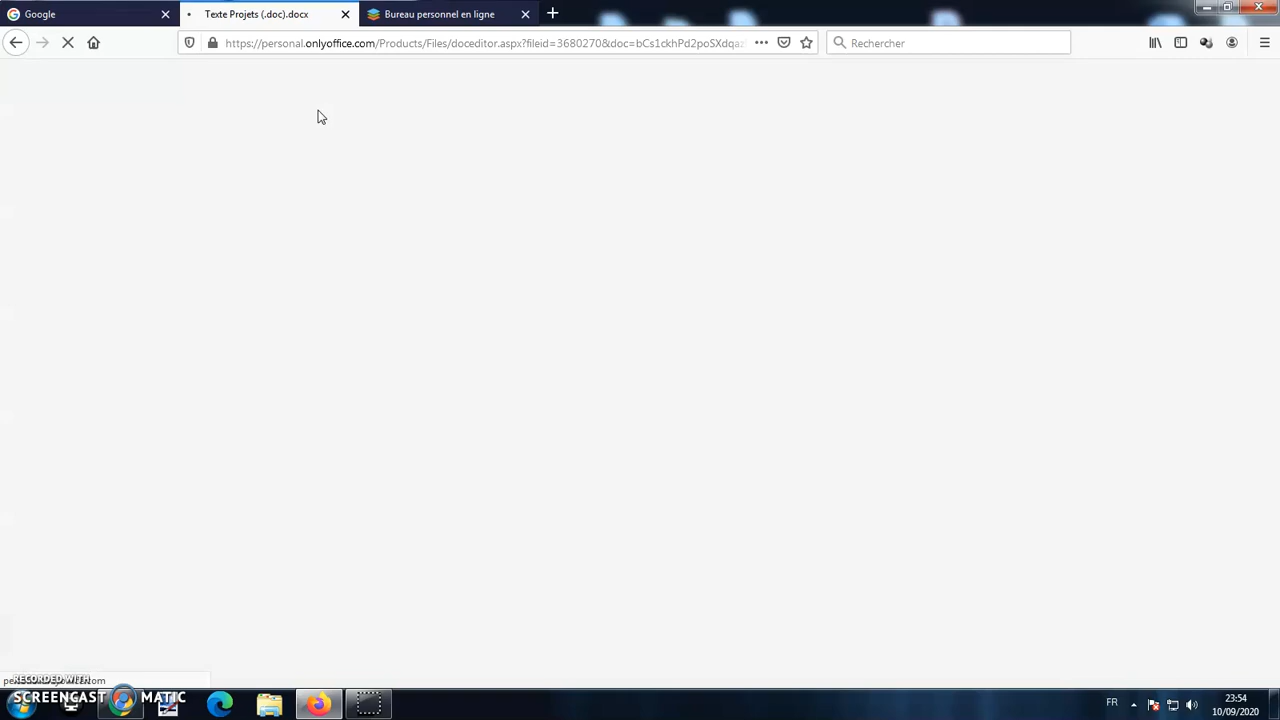 Google
Texte Projets (.doc).docx
Bureau personnel en ligne
https://personal.onlyoffice.com/Products/Files/doceditor.aspx?fileid=3680270&doc=bCs1ckhPd2poSXdqaz
Rechercher
RECORDED WITH
SCREENCAST MATIC
FR
23:54
10/09/2020